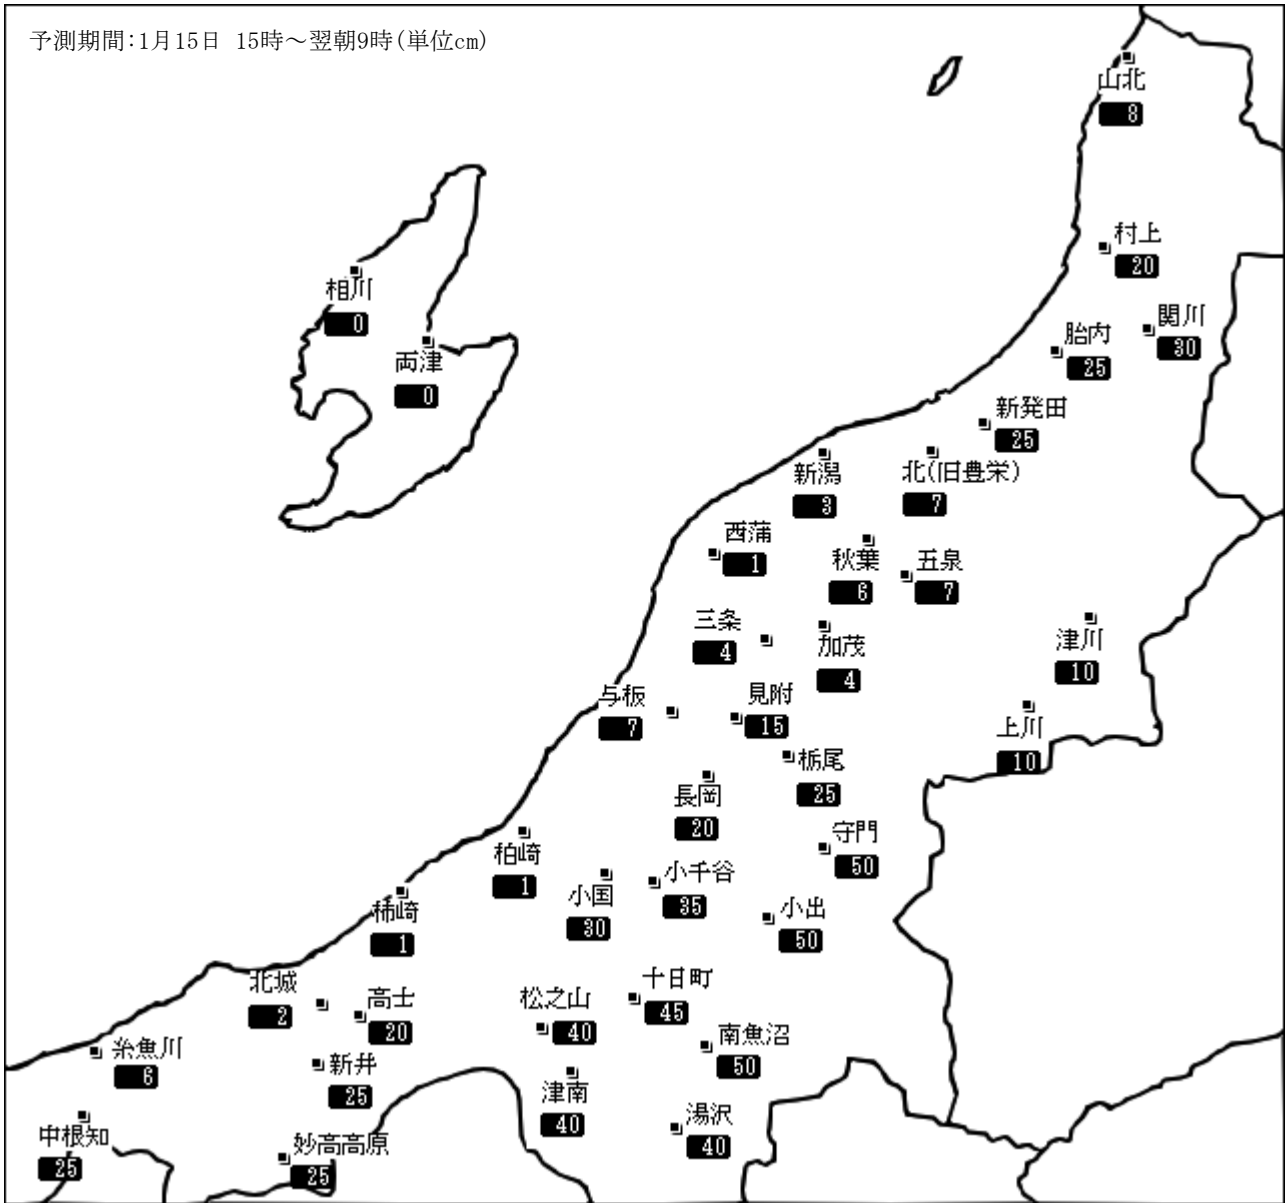 予測期間:1月15日 15時～翌朝9時(単位cm)
山北
8
村上
20
相川
0
関川
30
胎内
25
両津
0
新発田
25
新潟
3
北(旧豊栄)
7
西蒲
1
秋葉
6
五泉
7
三条
4
加茂
4
津川
10
与板
7
見附
15
上川
10
栃尾
25
長岡
20
守門
50
柏崎
1
小千谷
35
小国
30
柿崎
1
小出
50
北城
2
高士
20
松之山
40
十日町
45
南魚沼
50
糸魚川
6
新井
25
津南
40
湯沢
40
中根知
25
妙高高原
25